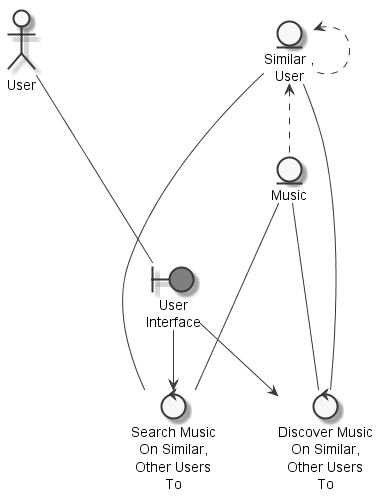 User
Similar ,
User
Music
User
Interface
Search Music
On Similar,
Other Users
To
Discover Music
On Similar,
Other Users
To